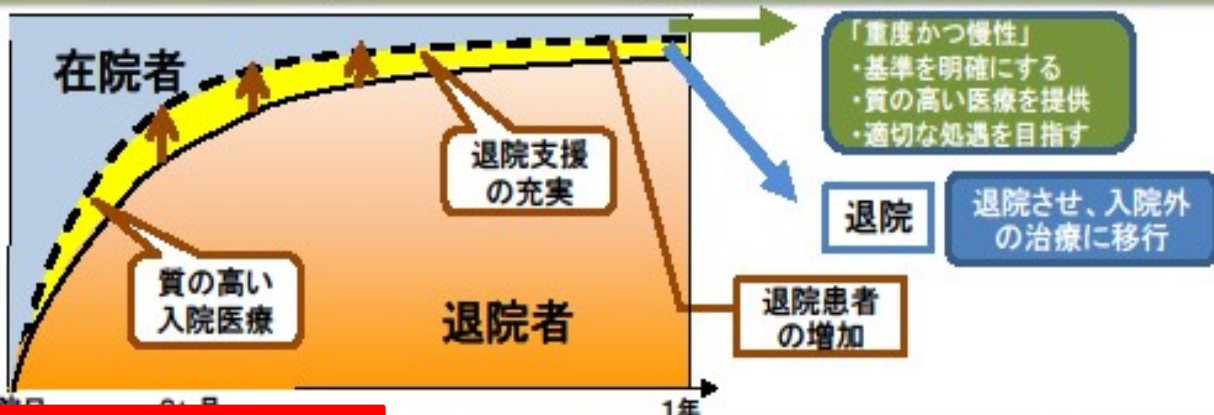 在院者
「重度かつ慢性」
・基準を明確にする
・質の高い医療を提供
・適切な処遇を目指す
退院支援
の充実
退院
退院させ、入院外
の治療に移行
質の高い
入院医療
退院者
退院患者
の増加
1年